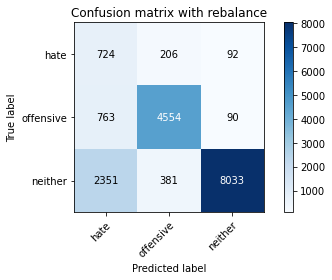 Confusion matrix with rebalance
True label
hate
offensive
neither
724 206 92
763 4554 90
2351 381 8033
hate
offensive
neither
Predicted label
8000
7000
6000
5000
4000
3000
2000
1000